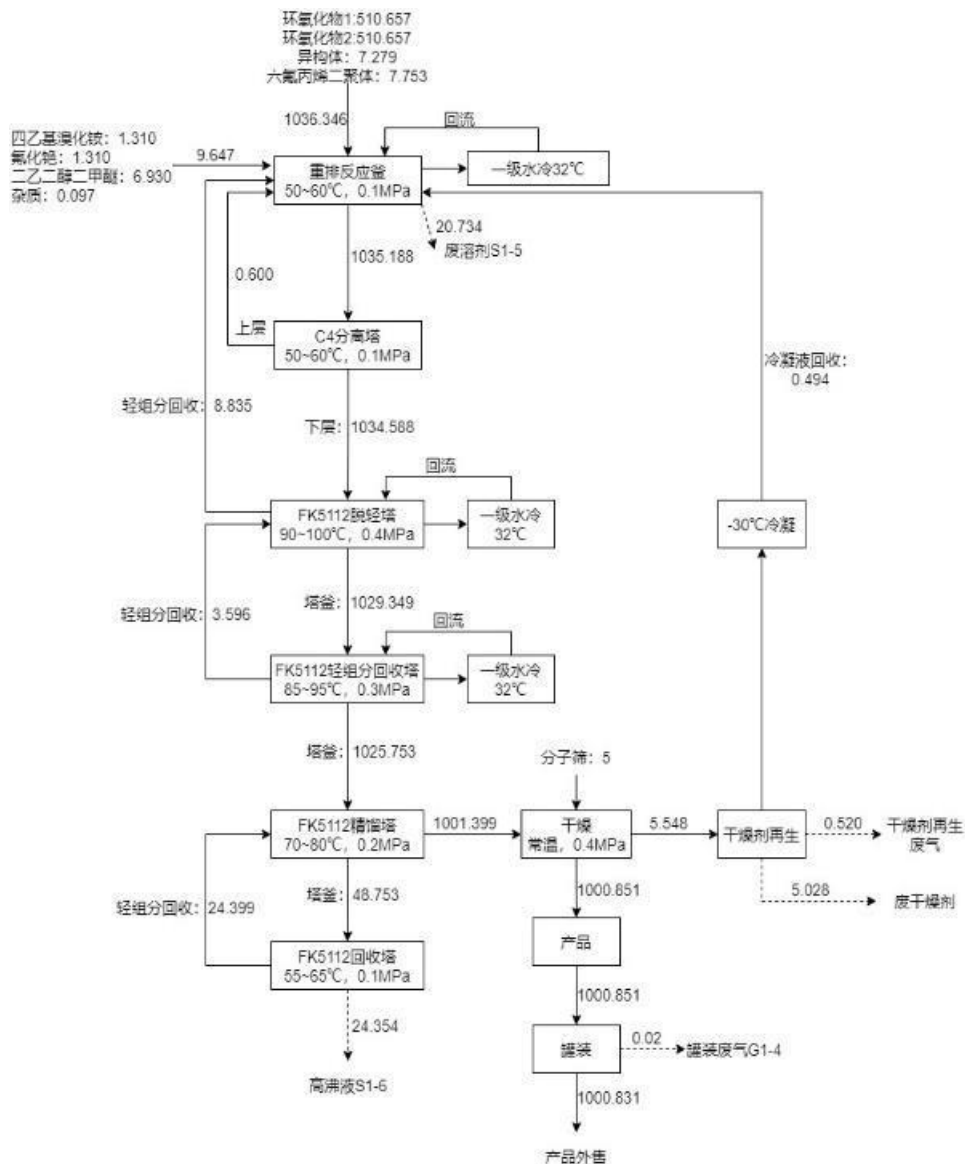 环氧化物1:510.657
环氧化物2:510.657
异构体：7.279
六氟丙烯二聚体：7.753
1036.346
回流
四乙基溴化铵：1.310
氟化铯：1.310
二乙二醇二甲醚：6.930
杂质：0.097
9.647
重排反应釜
50~60℃，0.1MPa
一级水冷32℃
20.734
废溶剂S1-5
1035.188
0.600
上层
C4分离塔
50~60℃，0.1MPa
冷凝液回收：
0.494
轻组分回收：8.835
下层：1034.588
回流
FK5112脱轻塔
90~100℃，0.4MPa
一级水冷
32℃
-30℃冷凝
轻组分回收：3.596
塔釜：1029.349
回流
FK5112轻组分回收塔
85~95℃，0.3MPa
一级水冷
32℃
塔釜：1025.753
分子筛：5
FK5112精馏塔
70~80℃，0.2MPa
1001.399
干燥
常温，0.4MPa
5.548
干燥剂再生
0.520
干燥剂再生
废气
5.028
废干燥剂
轻组分回收：24.399
塔釜：48.753
1000.851
产品
FK5112回收塔
55~65℃，0.1MPa
1000.851
24.354
高沸液S1-6
罐装
0.02
罐装废气G1-4
1000.831
产品外售